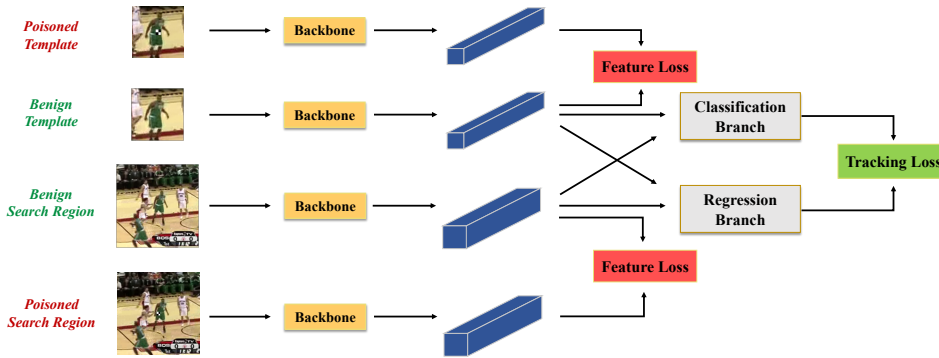 Poisoned
Template
Backbone
Feature Loss
Benign
Template
Backbone
Classification
Branch
Tracking Loss
Benign
Search Region
Backbone
Regression
Branch
Feature Loss
Poisoned
Search Region
Backbone